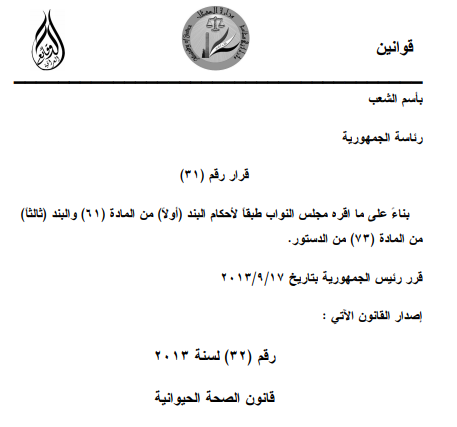 قوانين
بأسم الشعب
رئاسة الجمهورية
قرار رقم (٣١)
بناءً على ما اقره مجلس النواب طبقاً لأحكام البند (أولاً) من المادة (٦١) والبند (ثالثاً)
من المادة (٧٣) من الدستور.
قرر رئيس الجمهورية بتاريخ ٢٠١٣/٩/١٧
إصدار القانون الآتي :
رقم (٣٢) لسنة ٢٠١٣
قانون الصحة الحيوانية